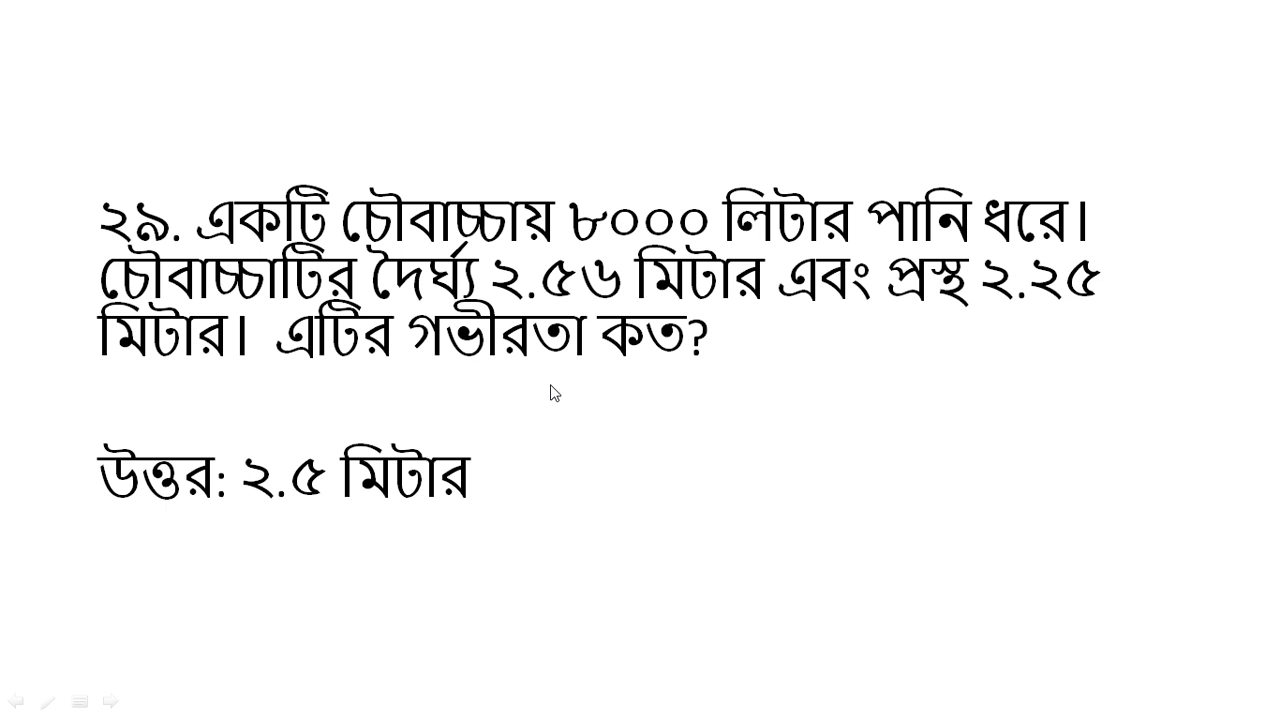 ২৯. একটি চৌবাচ্চায় ৮০০০ লিটার পানি ধরে।
চৌবাচ্চাটির দৈর্ঘ্য ২.৫৬ মিটার এবং প্রস্থ ২.২৫
মিটার।  এটির গভীরতা কত?
উত্তর: ২.৫ মিটার